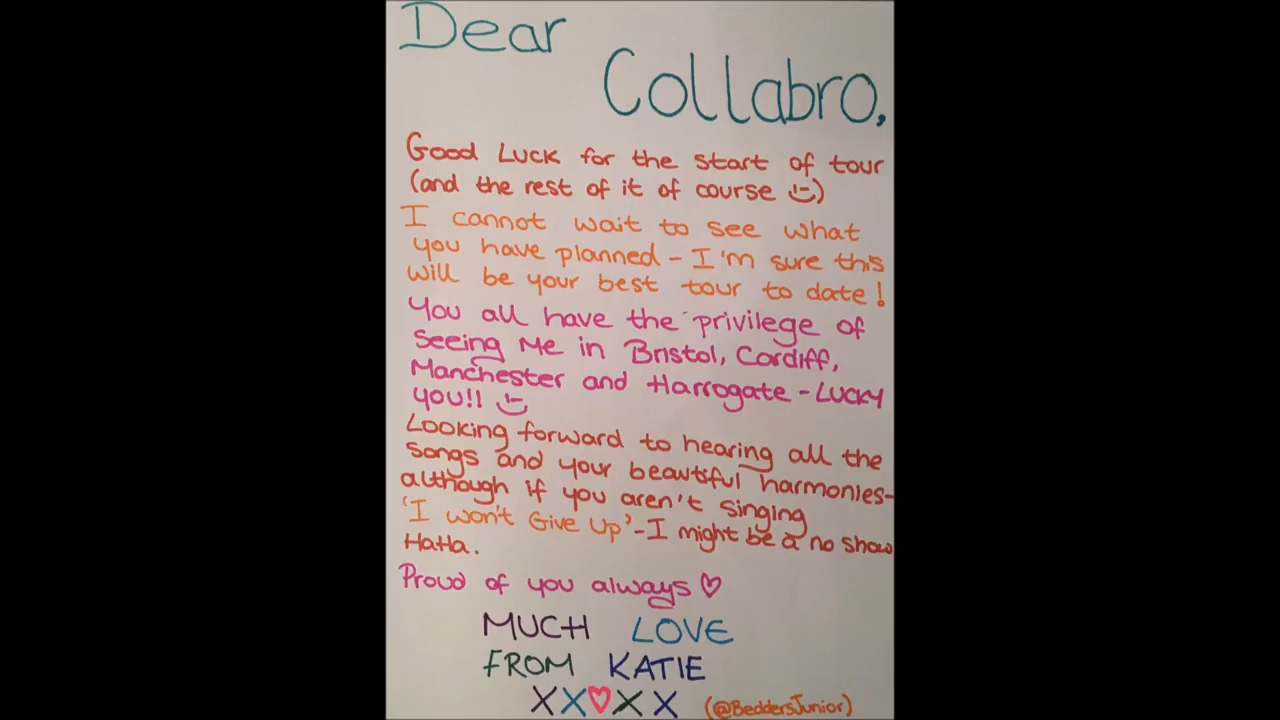 Dear
Collabro,
Good Luck for the start of tour
(and the rest of it of course :-))
I cannot wait to see what
you have planned - I'm sure this
will be your best tour to date!
You all have the privilege of
seeing me in Bristol, Cardiff,
Manchester and Harrogate - Lucky
you!! :-)
Looking forward to hearing all the
songs and your beautiful harmonies-
although if you aren't singing
'I won't Give Up' - I might be a no show
HaHa.
Proud of you always ♡
MUCH LOVE
FROM KATIE
XX♡XX (@BeddersJunior)